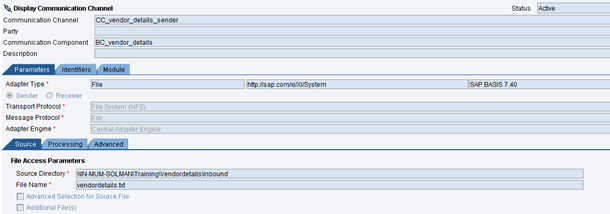 Display Communication Channel Status Active
Communication Channel CC_vendor_details_sender
Party
Communication Component BC_vendor_details
Description
Parameters Identifiers Module
Adapter Type * File http://sap.com/xi/XI/System SAP BASIS 7.40
Sender Receiver
Transport Protocol * File System (NFS)
Message Protocol * File
Adapter Engine * Central Adapter Engine
Source Processing Advanced
File Access Parameters
Source Directory * \\IN-MUM-SOLMAN\Training\Vendordetails\inbound
File Name * vendordetails.txt
Advanced Selection for Source File
Additional File(s)